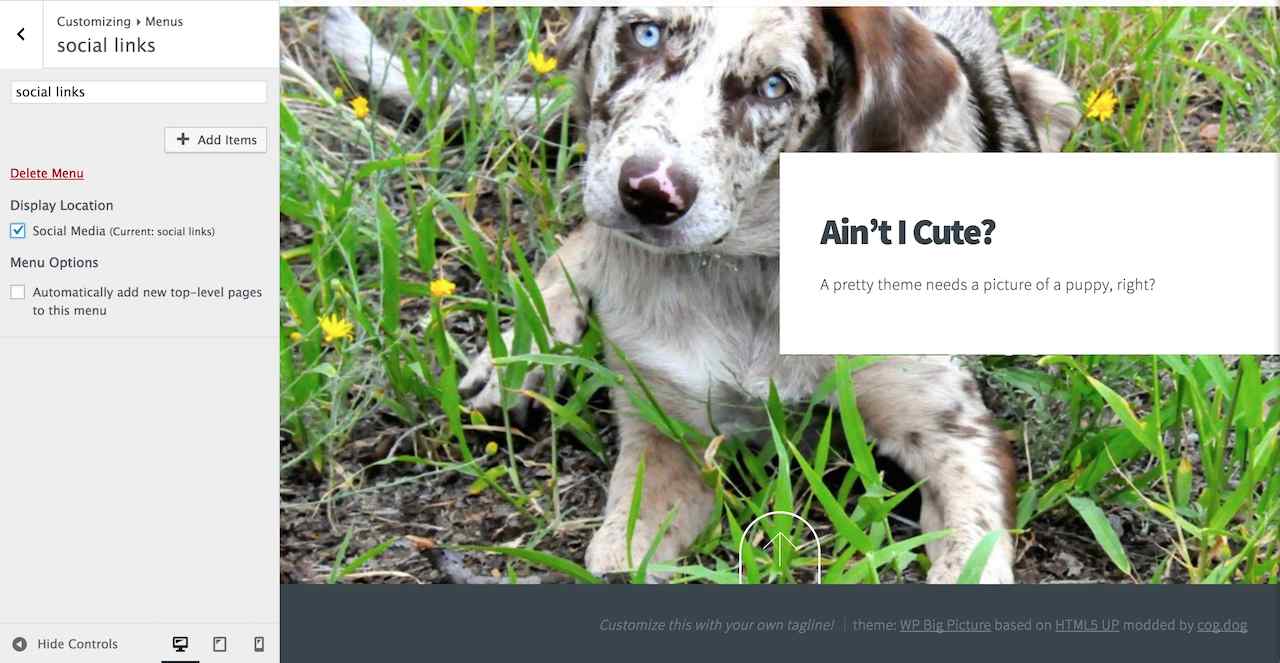 Customizing ▸ Menus
social links
social links
Add Items
Delete Menu
Display Location
Social Media (Current: social links)
Menu Options
Automatically add new top-level pages
to this menu
Hide Controls
Ain’t I Cute?
A pretty theme needs a picture of a puppy, right?
Customize this with your own tagline! | theme: WP Big Picture based on HTML5 UP modded by cog.dog